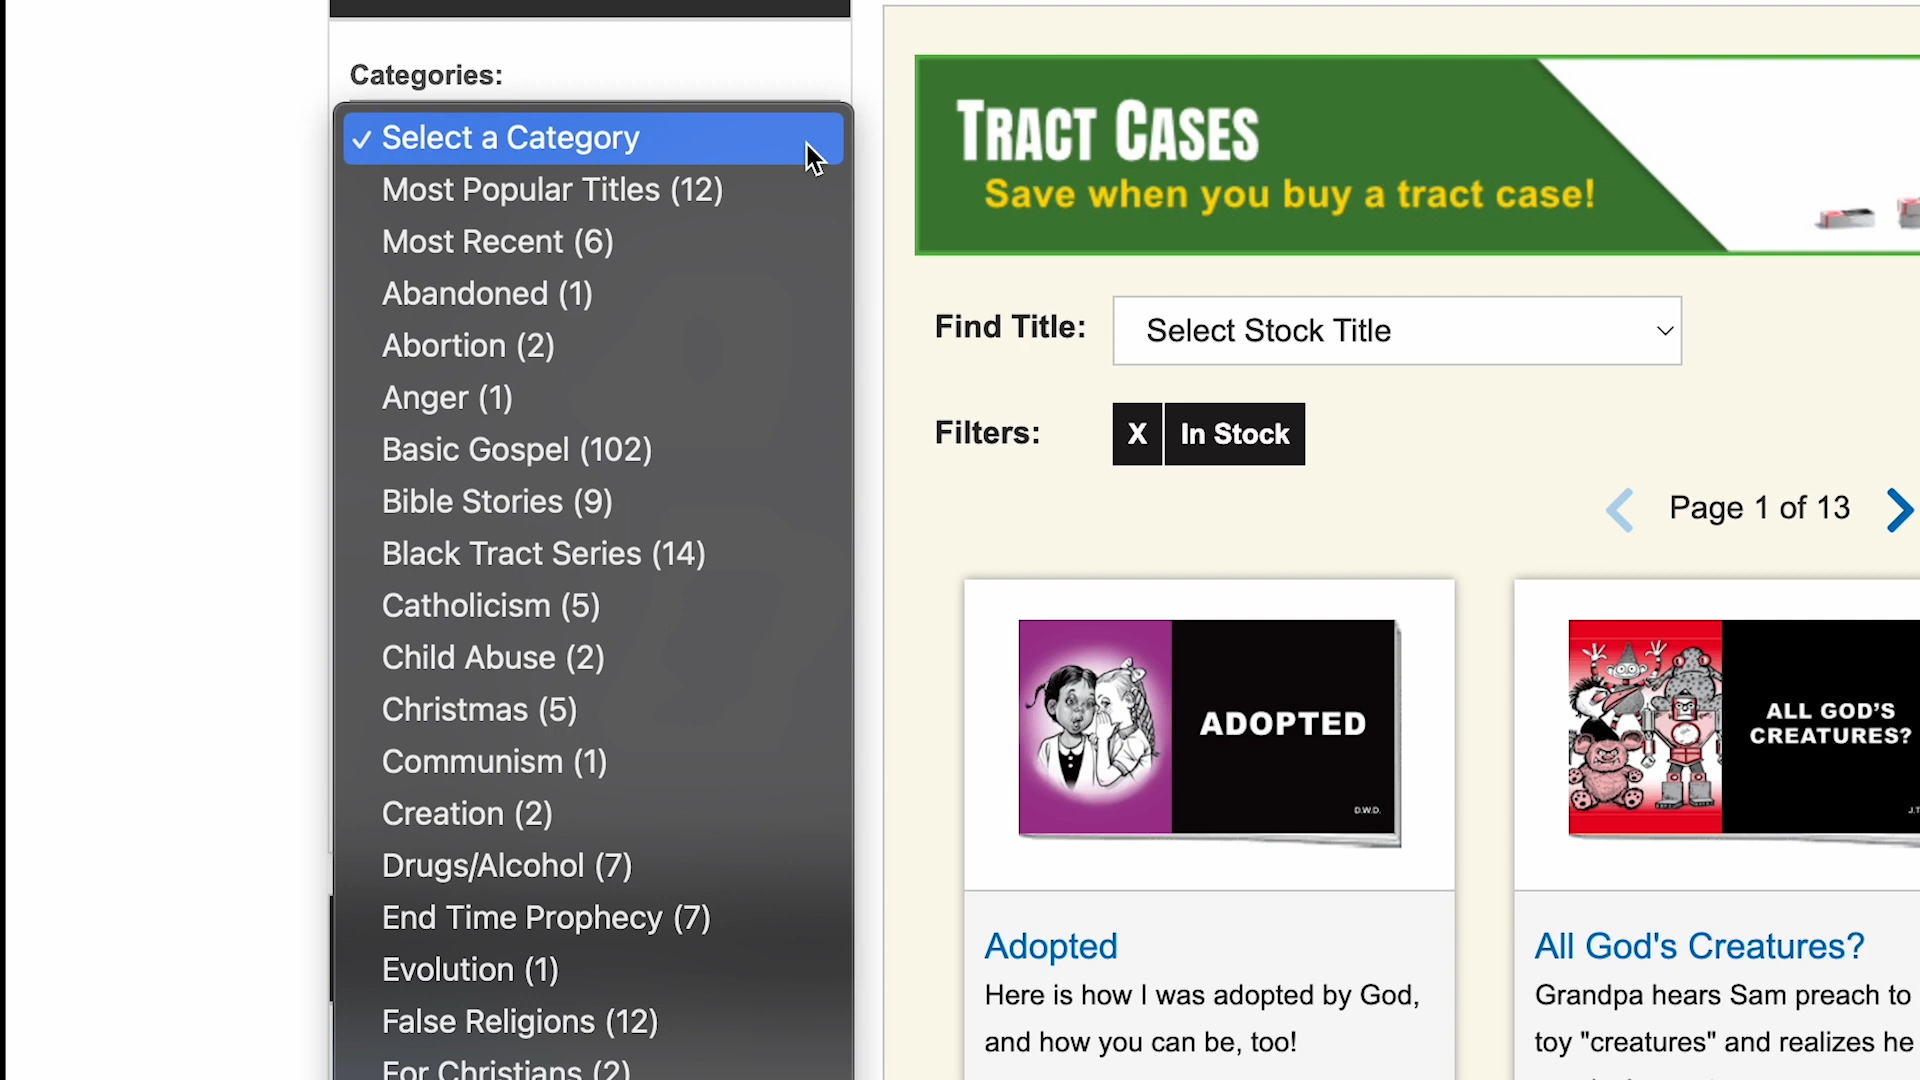 Categories:
✓ Select a Category
Most Popular Titles (12)
Most Recent (6)
Abandoned (1)
Abortion (2)
Anger (1)
Basic Gospel (102)
Bible Stories (9)
Black Tract Series (14)
Catholicism (5)
Child Abuse (2)
Christmas (5)
Communism (1)
Creation (2)
Drugs/Alcohol (7)
End Time Prophecy (7)
Evolution (1)
False Religions (12)
For Christians (2)
TRACT CASES
Save when you buy a tract case!
Find Title: Select Stock Title
Filters: X In Stock
Page 1 of 13
ADOPTED
D.W.D.
Adopted
Here is how I was adopted by God,
and how you can be, too!
ALL GOD'S
CREATURES?
J.T
All God's Creatures?
Grandpa hears Sam preach to
toy "creatures" and realizes he